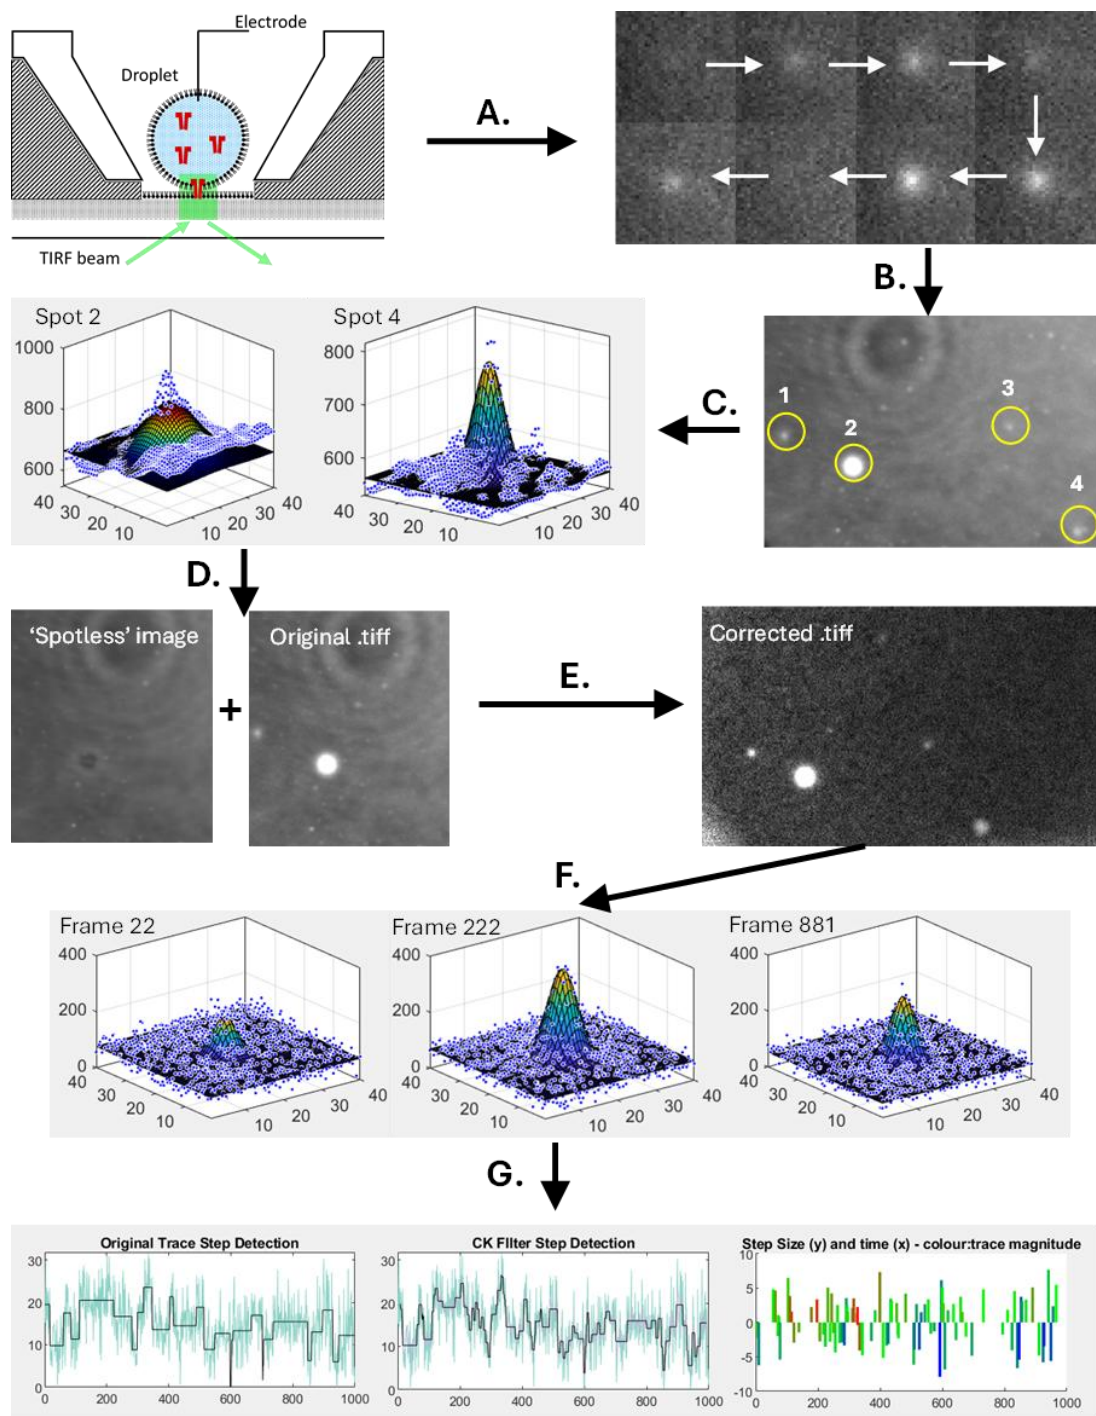 Electrode
Droplet
TIRF beam
A.
B.
1
2
3
4
C.
Spot 2
1000
800
600
40
30
20
10
20
40
Spot 4
800
700
600
40
30
20
10
20
40
D.
'Spotless' image
+
Original .tiff
E.
Corrected .tiff
F.
Frame 22
400
200
0
40
30
20
10
10
20
30
40
Frame 222
400
200
0
40
30
20
10
10
20
30
40
Frame 881
400
200
0
40
30
20
10
10
20
30
40
G.
Original Trace Step Detection
30
20
10
0
0 200 400 600 800 1000
CK FIlter Step Detection
30
20
10
0
0 200 400 600 800 1000
Step Size (y) and time (x) - colour:trace magnitude
10
5
0
-5
-10
0 200 400 600 800 1000